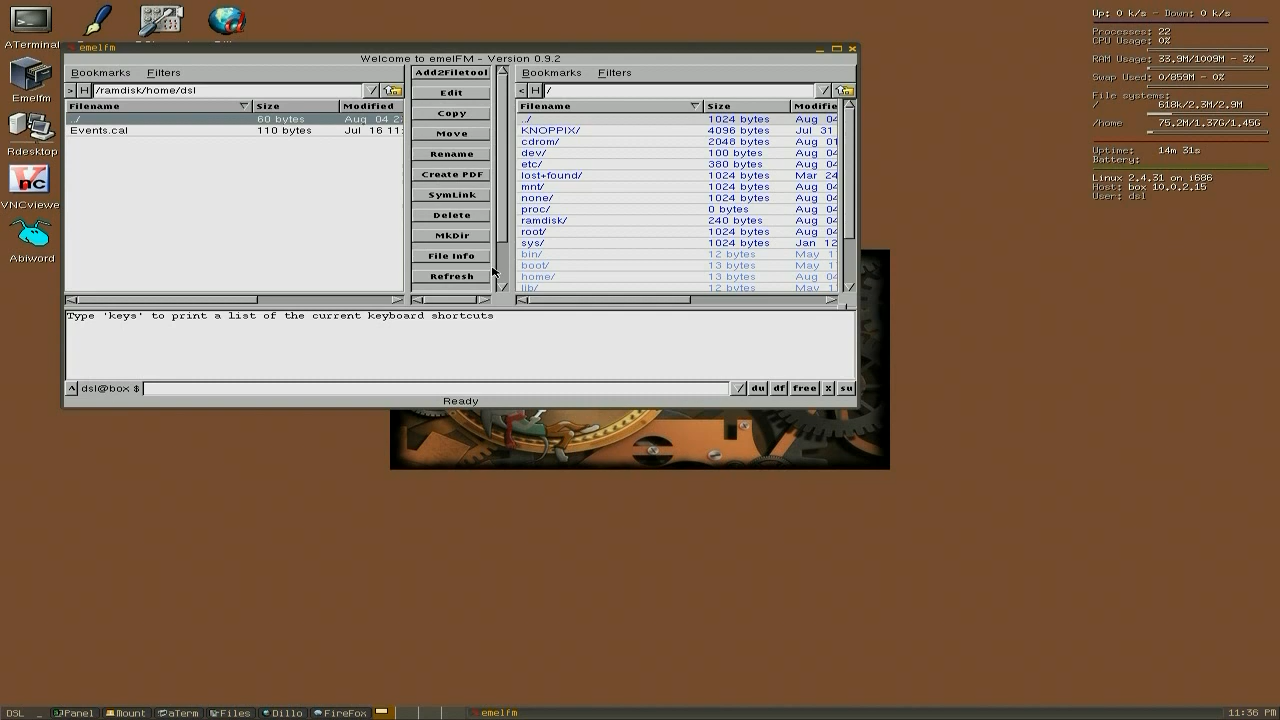 ATerminal
Emelfm
Rdesktop
VNCviewe
Abiword
emelfm
Welcome to emelFM - Version 0.9.2
Bookmarks Filters
> H /ramdisk/home/dsl
Filename Size Modified
../ 60 bytes Aug 04 2
Events.cal 110 bytes Jul 16 11
Add2Filetool
Edit
Copy
Move
Rename
Create PDF
SymLink
Delete
MkDir
File Info
Refresh
Bookmarks Filters
< H /
Filename Size Modifie
../ 1024 bytes Aug 04
KNOPPIX/ 4096 bytes Jul 31
cdrom/ 2048 bytes Aug 01
dev/ 100 bytes Aug 04
etc/ 380 bytes Aug 04
lost+found/ 1024 bytes Mar 24
mnt/ 1024 bytes Aug 04
none/ 1024 bytes Aug 04
proc/ 0 bytes Aug 04
ramdisk/ 240 bytes Aug 04
root/ 1024 bytes Aug 04
sys/ 1024 bytes Jan 12
bin/ 12 bytes May 1
boot/ 13 bytes May 1
home/ 13 bytes Aug 04
lib/ 12 bytes May 1
Type 'keys' to print a list of the current keyboard shortcuts
^ dsl@box $ du df free x su
Ready
Up: 0 k/s - Down: 0 k/s
Processes: 22
CPU Usage: 0%
RAM Usage: 33.9M/1009M - 3%
Swap Used: 0/859M - 0%
File systems:
/ 618k/2.3M/2.9M
/home 75.2M/1.37G/1.45G
Uptime: 14m 31s
Battery:
Linux 2.4.31 on i686
Host: box 10.0.2.15
User: dsl
DSL _ Panel Mount aTerm Files Dillo FireFox emelfm 11:36 PM